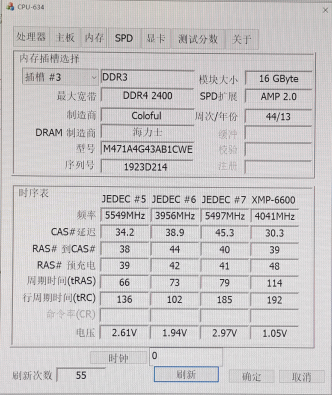 CPU-634
处理器 主板 内存 SPD 显卡 测试分数 关于
内存插槽选择
插槽 #3 DDR3 模块大小 16 GByte
最大宽带 DDR4 2400 SPD扩展 AMP 2.0
制造商 Coloful 周次/年份 44/13
DRAM 制造商 海力士 缓冲
型号 M471A4G43AB1CWE 校验
序列号 1923D214 注册
时序表
JEDEC #5 JEDEC #6 JEDEC #7 XMP-6600
频率 5549MHz 3956MHz 5497MHz 4041MHz
CAS#延迟 34.2 38.9 45.3 30.3
RAS# 到CAS# 38 44 40 39
RAS# 预充电 39 42 41 48
周期时间(tRAS) 66 73 79 114
行周期时间(tRC) 136 102 185 192
命令率(CR)
电压 2.61V 1.94V 2.97V 1.05V
时钟 0
刷新次数 55 刷新 确定 取消